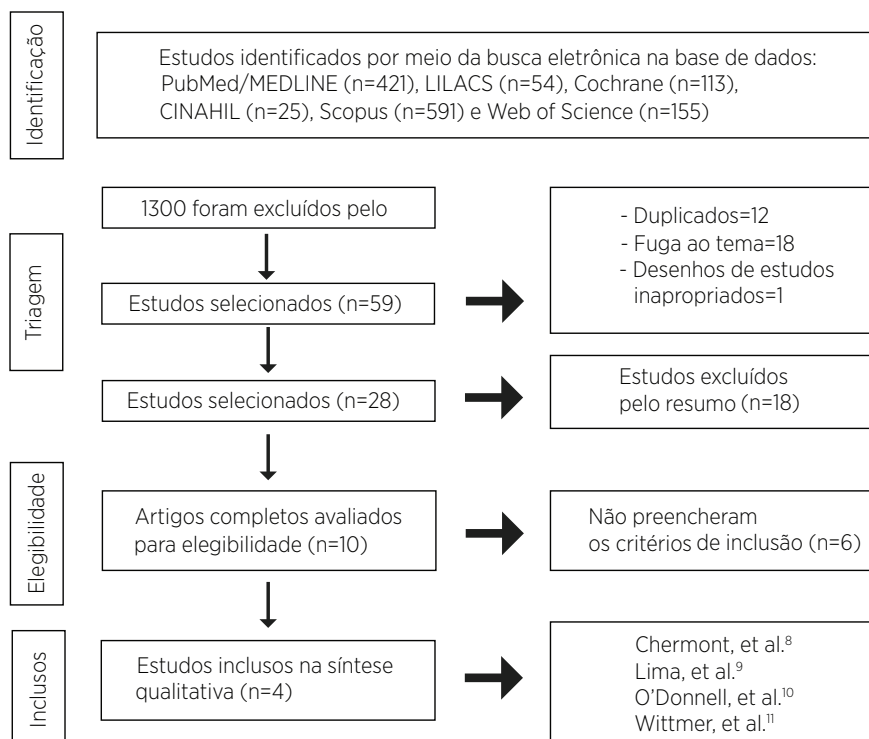 Identificação
Estudos identificados por meio da busca eletrônica na base de dados:
PubMed/MEDLINE (n=421), LILACS (n=54), Cochrane (n=113),
CINAHIL (n=25), Scopus (n=591) e Web of Science (n=155)
Triagem
1300 foram excluídos pelo
- Duplicados=12
- Fuga ao tema=18
- Desenhos de estudos
inapropriados=1
Estudos selecionados (n=59)
Estudos selecionados (n=28)
Estudos excluídos
pelo resumo (n=18)
Elegibilidade
Artigos completos avaliados
para elegibilidade (n=10)
Não preencheram
os critérios de inclusão (n=6)
Inclusos
Estudos inclusos na síntese
qualitativa (n=4)
Chermont, et al.⁸
Lima, et al.⁹
O’Donnell, et al.¹⁰
Wittmer, et al.¹¹